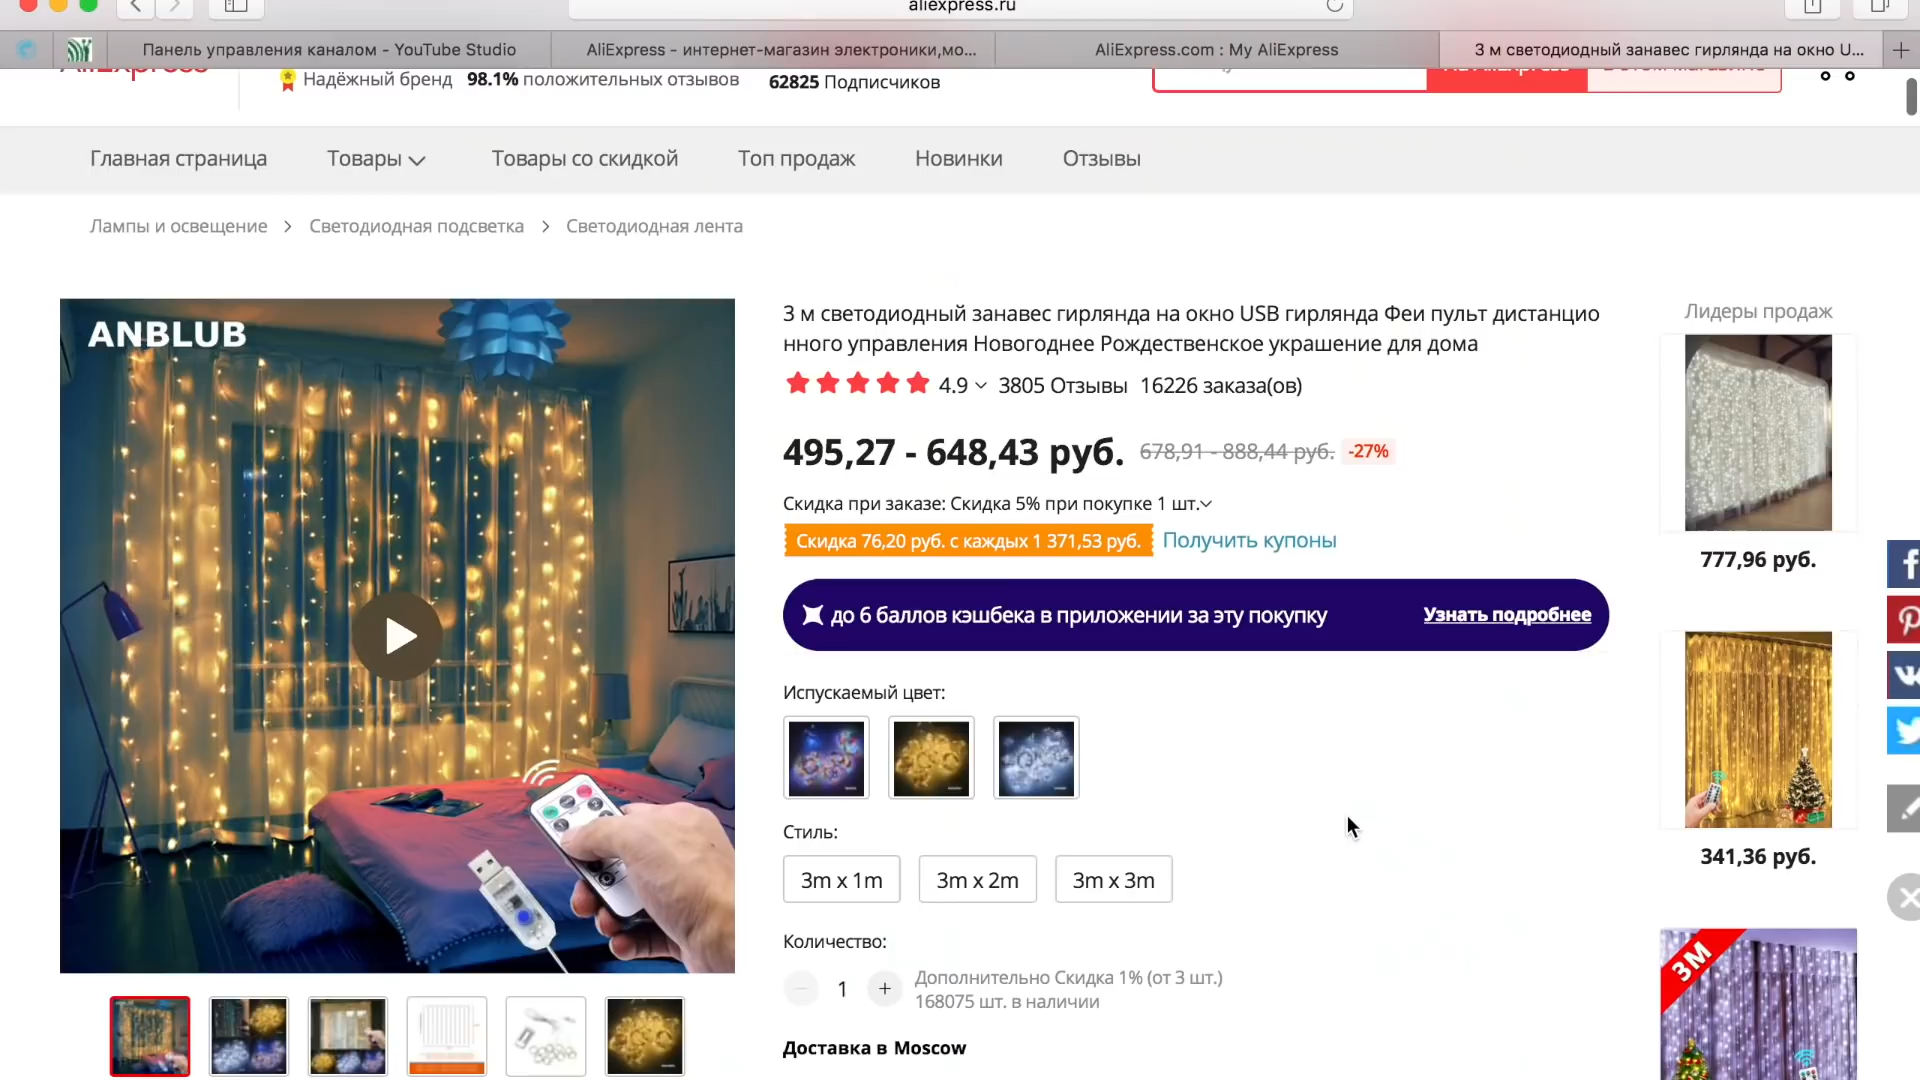 aliexpress.ru
Панель управления каналом - YouTube Studio
AliExpress - интернет-магазин электроники,мо...
AliExpress.com : My AliExpress
3 м светодиодный занавес гирлянда на окно U...
AliExpress
Надёжный бренд 98.1% положительных отзывов
62825 Подписчиков
Главная страница
Товары
Товары со скидкой
Топ продаж
Новинки
Отзывы
Лампы и освещение > Светодиодная подсветка > Светодиодная лента
ANBLUB
3 м светодиодный занавес гирлянда на окно USB гирлянда Феи пульт дистанцио
нного управления Новогоднее Рождественское украшение для дома
4.9 3805 Отзывы 16226 заказа(ов)
495,27 - 648,43 руб. 678,91 - 888,44 руб. -27%
Скидка при заказе: Скидка 5% при покупке 1 шт.
Скидка 76,20 руб. с каждых 1 371,53 руб. Получить купоны
до 6 баллов кэшбека в приложении за эту покупку Узнать подробнее
Испускаемый цвет:
Стиль:
3m x 1m
3m x 2m
3m x 3m
Количество:
1
Дополнительно Скидка 1% (от 3 шт.)
168075 шт. в наличии
Доставка в Moscow
Лидеры продаж
777,96 руб.
341,36 руб.
3M